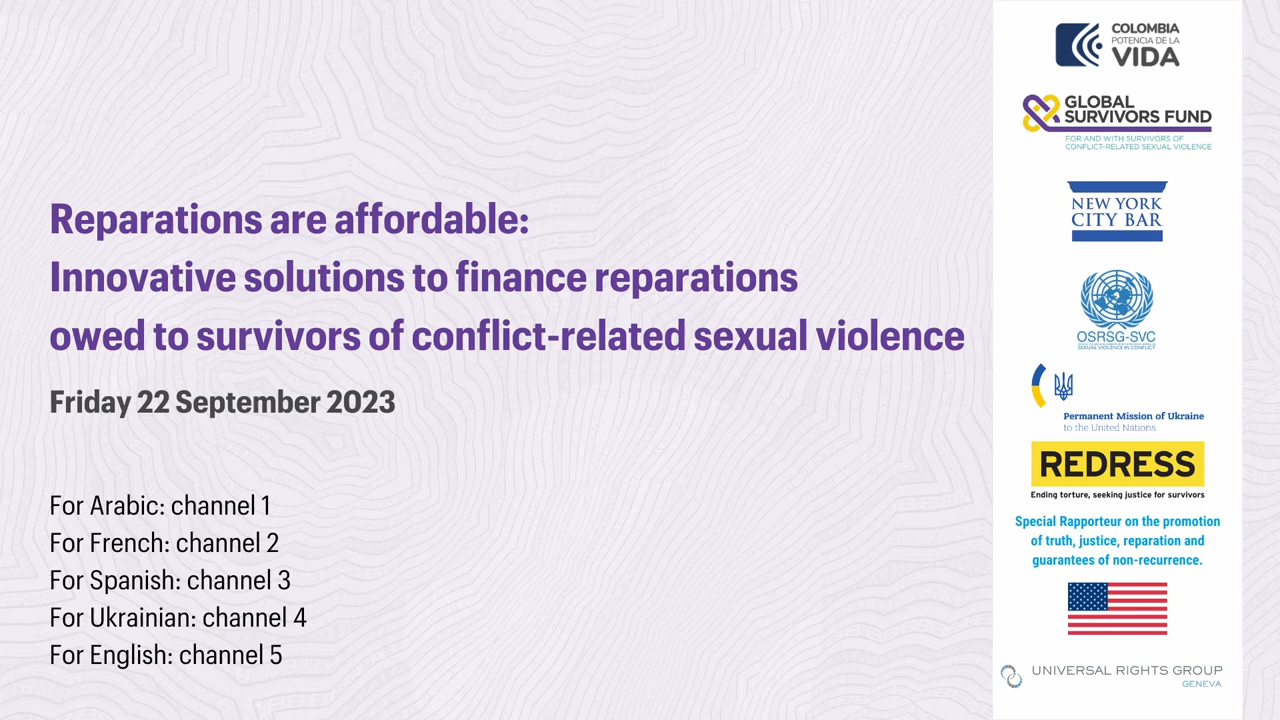 Reparations are affordable:
Innovative solutions to finance reparations
owed to survivors of conflict-related sexual violence
Friday 22 September 2023
For Arabic: channel 1
For French: channel 2
For Spanish: channel 3
For Ukrainian: channel 4
For English: channel 5
COLOMBIA
POTENCIA DE LA
VIDA
GLOBAL
SURVIVORS FUND
FOR AND WITH SURVIVORS OF
CONFLICT-RELATED SEXUAL VIOLENCE
NEW YORK
CITY BAR
OSRSG-SVC
SEXUAL VIOLENCE IN CONFLICT
Permanent Mission of Ukraine
to the United Nations
REDRESS
Ending torture, seeking justice for survivors
Special Rapporteur on the promotion
of truth, justice, reparation and
guarantees of non-recurrence.
UNIVERSAL RIGHTS GROUP
GENEVA